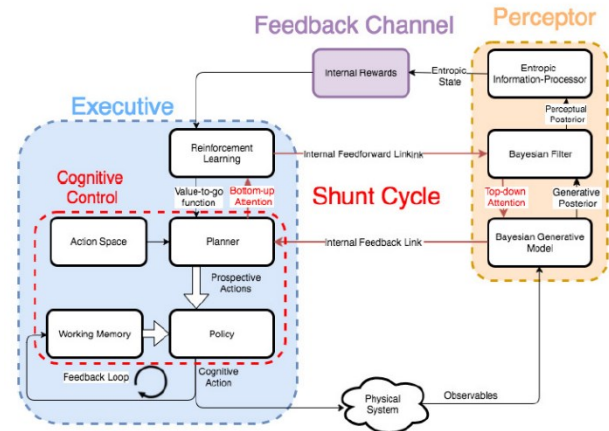 Feedback Channel
Perceptor
Internal Rewards
Entropic
State
Entropic
Information-Processor
Perceptual
Posterior
Executive
Reinforcement
Learning
Internal Feedforward Linkink
Bayesian Filter
Cognitive
Control
Value-to-go
function
Bottom-up
Attention
Shunt Cycle
Top-down
Attention
Generative
Posterior
Action Space
Planner
Internal Feedback Link
Bayesian Generative
Model
Prospective
Actions
Working Memory
Policy
Feedback Loop
Cognitive
Action
Physical
System
Observables